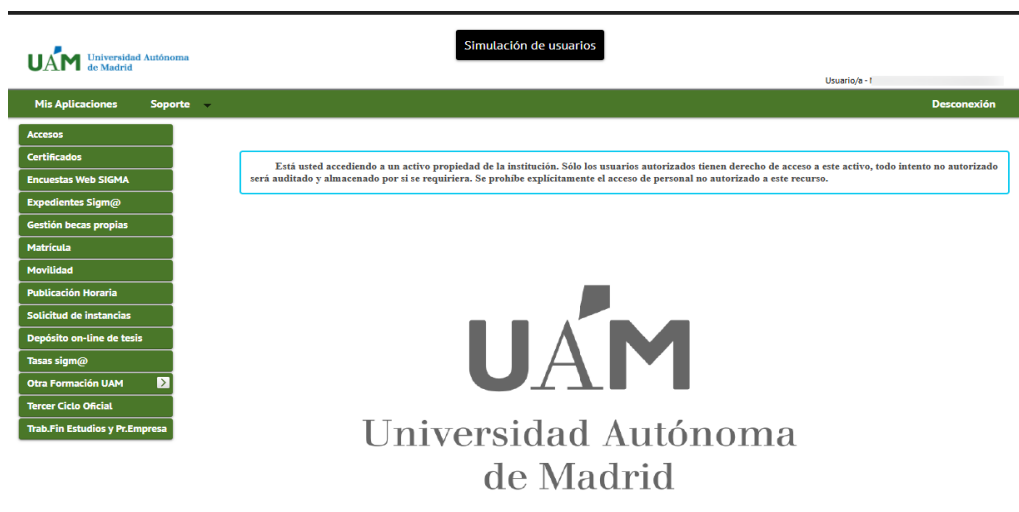 Simulación de usuarios
UAM Universidad Autónoma
de Madrid
Usuario/a -
Mis Aplicaciones Soporte Desconexión
Accesos
Certificados
Encuestas Web SIGMA
Expedientes Sigm@
Gestión becas propias
Matrícula
Movilidad
Publicación Horaria
Solicitud de instancias
Depósito on-line de tesis
Tasas sigm@
Otra Formación UAM
Tercer Ciclo Oficial
Trab.Fin Estudios y Pr.Empresa
Está usted accediendo a un activo propiedad de la institución. Sólo los usuarios autorizados tienen derecho de acceso a este activo, todo intento no autorizado
será auditado y almacenado por si se requiriera. Se prohibe explícitamente el acceso de personal no autorizado a este recurso.
UAM
Universidad Autónoma
de Madrid